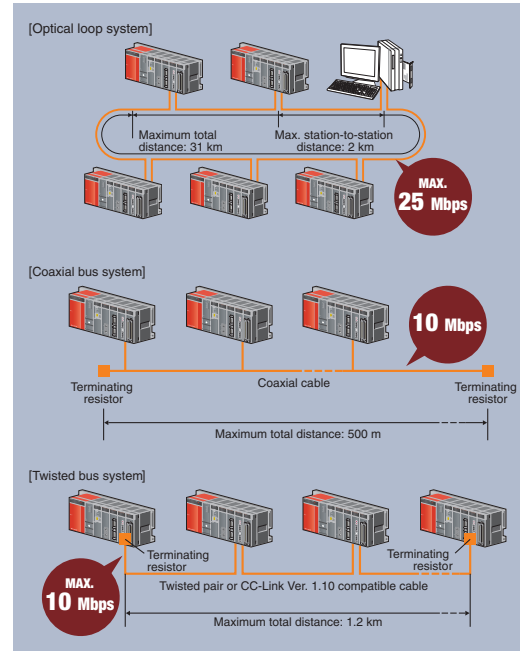 [Optical loop system]
Maximum total
distance: 31 km
Max. station-to-station
distance: 2 km
MAX.
25 Mbps
[Coaxial bus system]
10 Mbps
Terminating
resistor
Coaxial cable
Terminating
resistor
Maximum total distance: 500 m
[Twisted bus system]
Terminating
resistor
Terminating
resistor
MAX.
10 Mbps
Twisted pair or CC-Link Ver. 1.10 compatible cable
Maximum total distance: 1.2 km